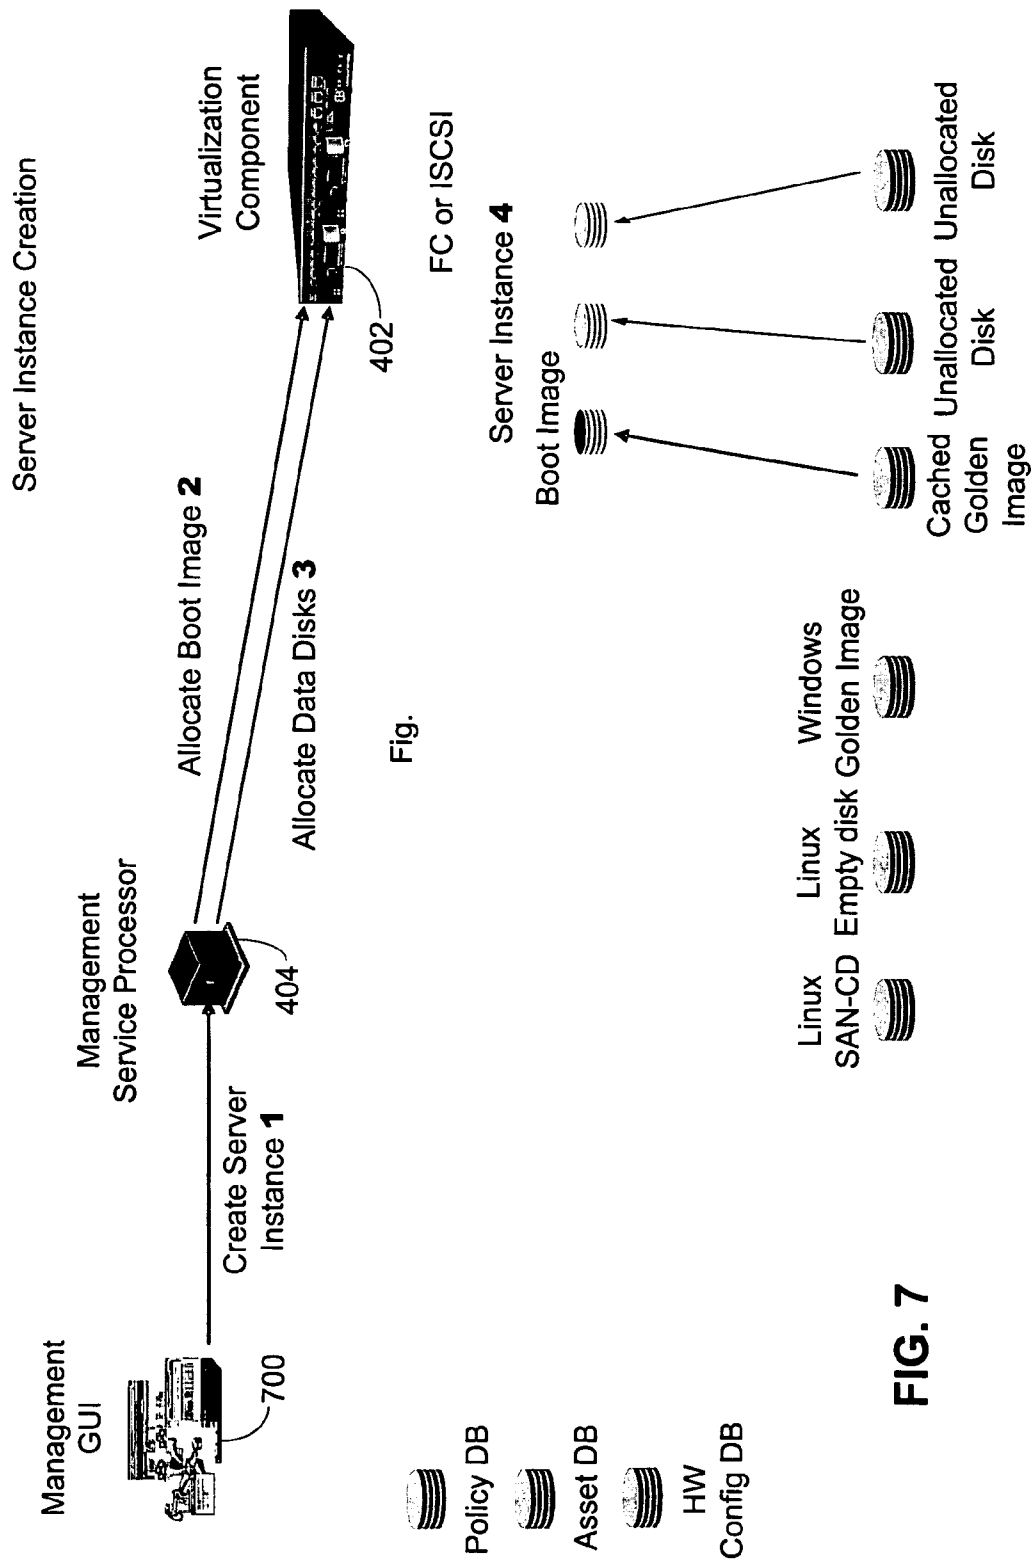 Server Instance Creation
Management
GUI
700
Create Server
Instance 1
Management
Service Processor
404
Allocate Boot Image 2
Allocate Data Disks 3
Virtualization
Component
402
Fig.
FC or ISCSI
Server Instance 4
Boot Image
Policy DB
Asset DB
HW
Config DB
Linux
SAN-CD
Linux
Empty disk
Windows
Golden Image
Cached
Golden
Image
Unallocated
Disk
Unallocated
Disk
FIG. 7